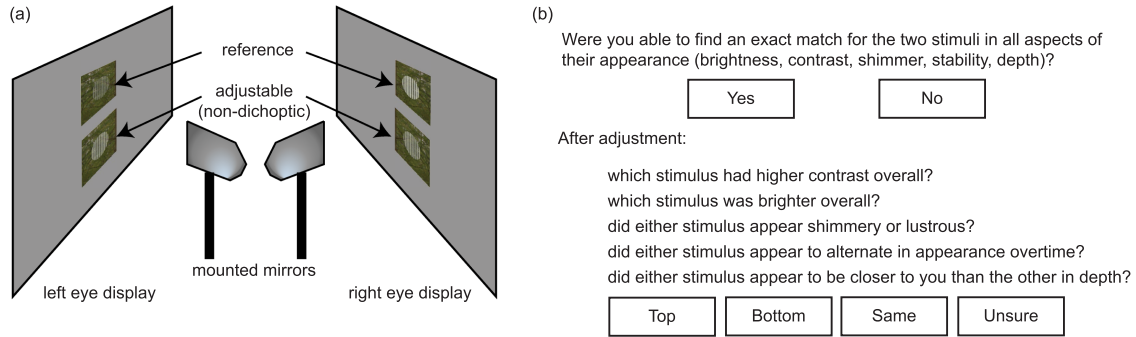 (a)
reference
adjustable
(non-dichoptic)
mounted mirrors
left eye display
right eye display
(b)
Were you able to find an exact match for the two stimuli in all aspects of
their appearance (brightness, contrast, shimmer, stability, depth)?
Yes
No
After adjustment:
which stimulus had higher contrast overall?
which stimulus was brighter overall?
did either stimulus appear shimmery or lustrous?
did either stimulus appear to alternate in appearance overtime?
did either stimulus appear to be closer to you than the other in depth?
Top
Bottom
Same
Unsure